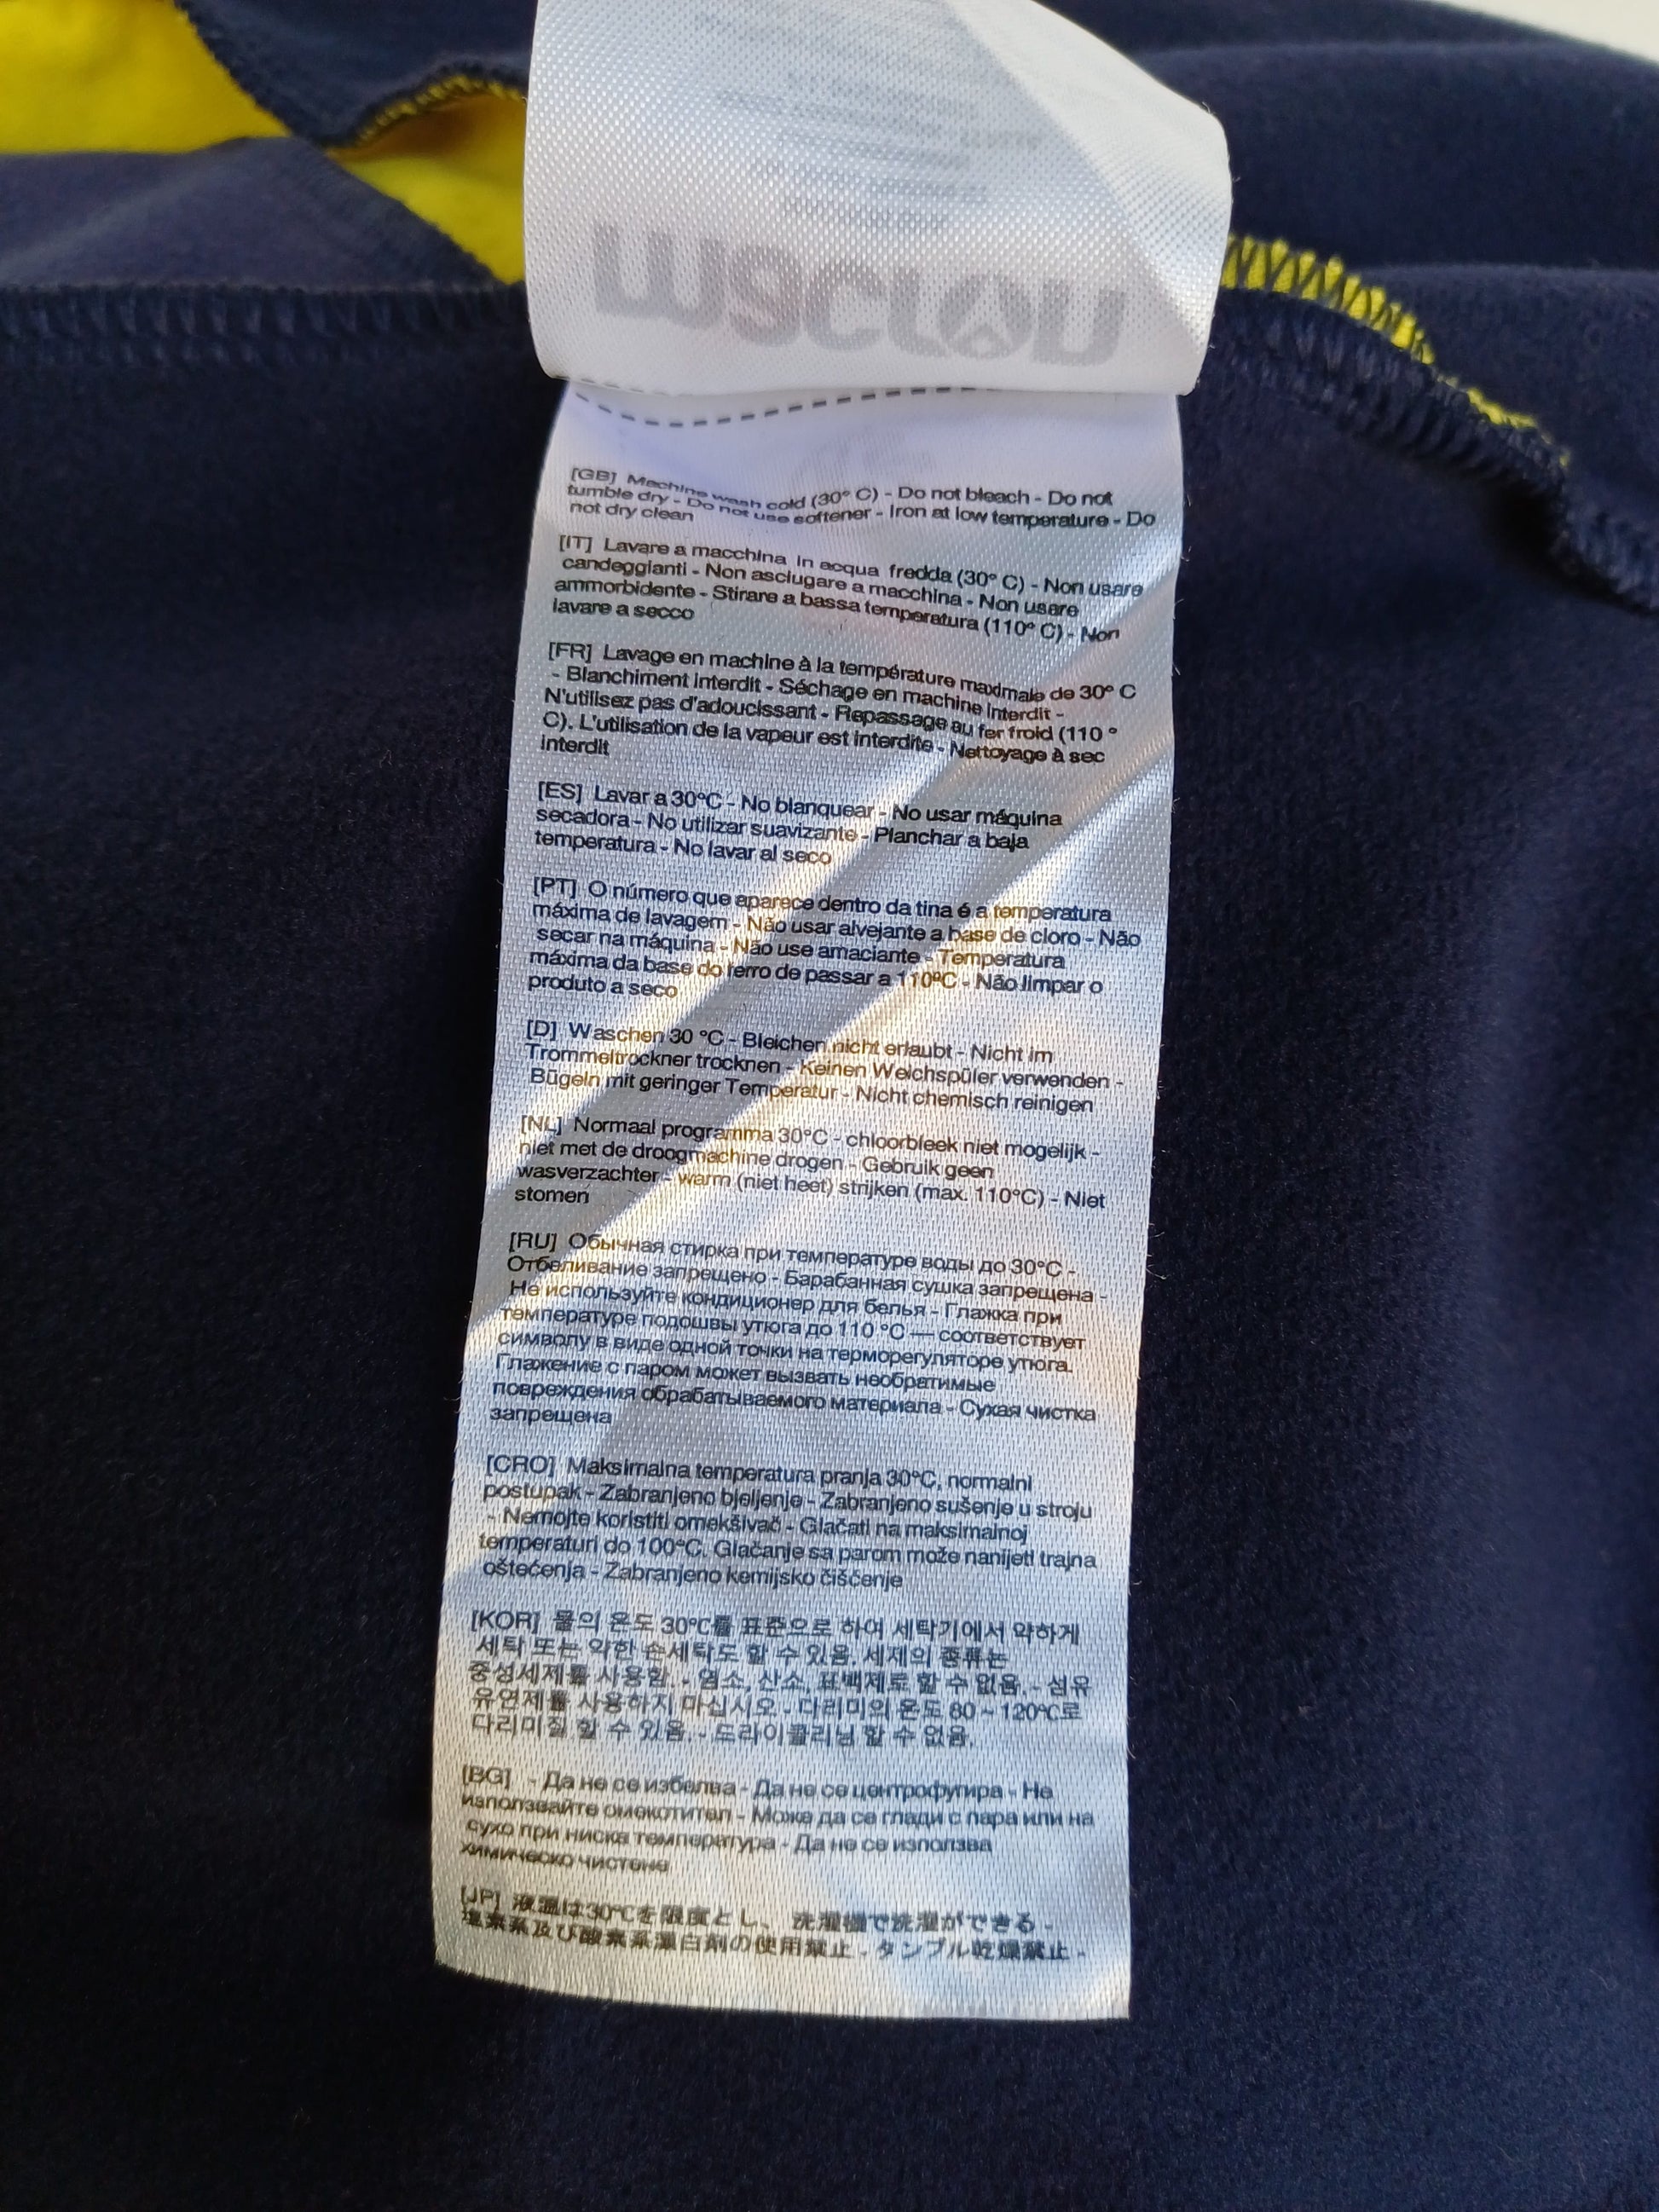 [GB] Machine wash cold (30° C) - Do not bleach - Do not
tumble dry - Do not use softener - Iron at low temperature - Do
not dry clean
[IT] Lavare a macchina in acqua fredda (30° C) - Non usare
candeggianti - Non asciugare a macchina - Non usare
ammorbidente - Stirare a bassa temperatura (110° C) - Non
lavare a secco
[FR] Lavage en machine à la température maximale de 30° C
- Blanchiment interdit - Séchage en machine interdit -
N'utilisez pas d'adoucissant - Repassage au fer froid (110 °
C). L'utilisation de la vapeur est interdite - Nettoyage à sec
interdit
[ES] Lavar a 30°C - No blanquear - No usar máquina
secadora - No utilizar suavizante - Planchar a baja
temperatura - No lavar al seco
[PT] O número que aparece dentro da tina é a temperatura
máxima de lavagem - Não usar alvejante a base de cloro - Não
secar na máquina - Não use amaciante - Temperatura
máxima da base do ferro de passar a 110ºC - Não limpar o
produto a seco
[D] Waschen 30 °C - Bleichen nicht erlaubt - Nicht im
Trommeltrockner trocknen - Keinen Weichspüler verwenden -
Bügeln mit geringer Temperatur - Nicht chemisch reinigen
[NL] Normaal programma 30°C - chloorbleek niet mogelijk -
niet met de droogmachine drogen - Gebruik geen
wasverzachter - warm (niet heet) strijken (max. 110°C) - Niet
stomen
[RU] Обычная стирка при температуре воды до 30°C -
Отбеливание запрещено - Барабанная сушка запрещена -
Не используйте кондиционер для белья - Глажка при
температуре подошвы утюга до 110 °C — соответствует
символу в виде одной точки на терморегуляторе утюга.
Глажение с паром может вызвать необратимые
повреждения обрабатываемого материала - Сухая чистка
запрещена
[CRO] Maksimalna temperatura pranja 30°C, normalni
postupak - Zabranjeno bjeljenje - Zabranjeno sušenje u stroju
- Nemojte koristiti omekšivač - Glačati na maksimalnoj
temperaturi do 100°C. Glačanje sa parom može nanijeti trajna
oštećenja - Zabranjeno kemijsko čišćenje
[KOR] 물의 온도 30℃를 표준으로 하여 세탁기에서 약하게
세탁 또는 약한 손세탁도 할 수 있음. 세제의 종류는
중성세제를 사용함. - 염소, 산소, 표백제로 할 수 없음. - 섬유
유연제를 사용하지 마십시오 - 다리미의 온도 80 ~ 120℃로
다리미질 할 수 있음. - 드라이클리닝 할 수 없음.
[BG] - Да не се избелва - Да не се центрофугира - Не
използвайте омекотител - Може да се глади с пара или на
сухо при ниска температура - Да не се използва
химическо чистене
[JP] 液温は30℃を限度とし、 洗濯機で洗濯ができる -
塩素系及び酸素系漂白剤の使用禁止 - タンブル乾燥禁止 -